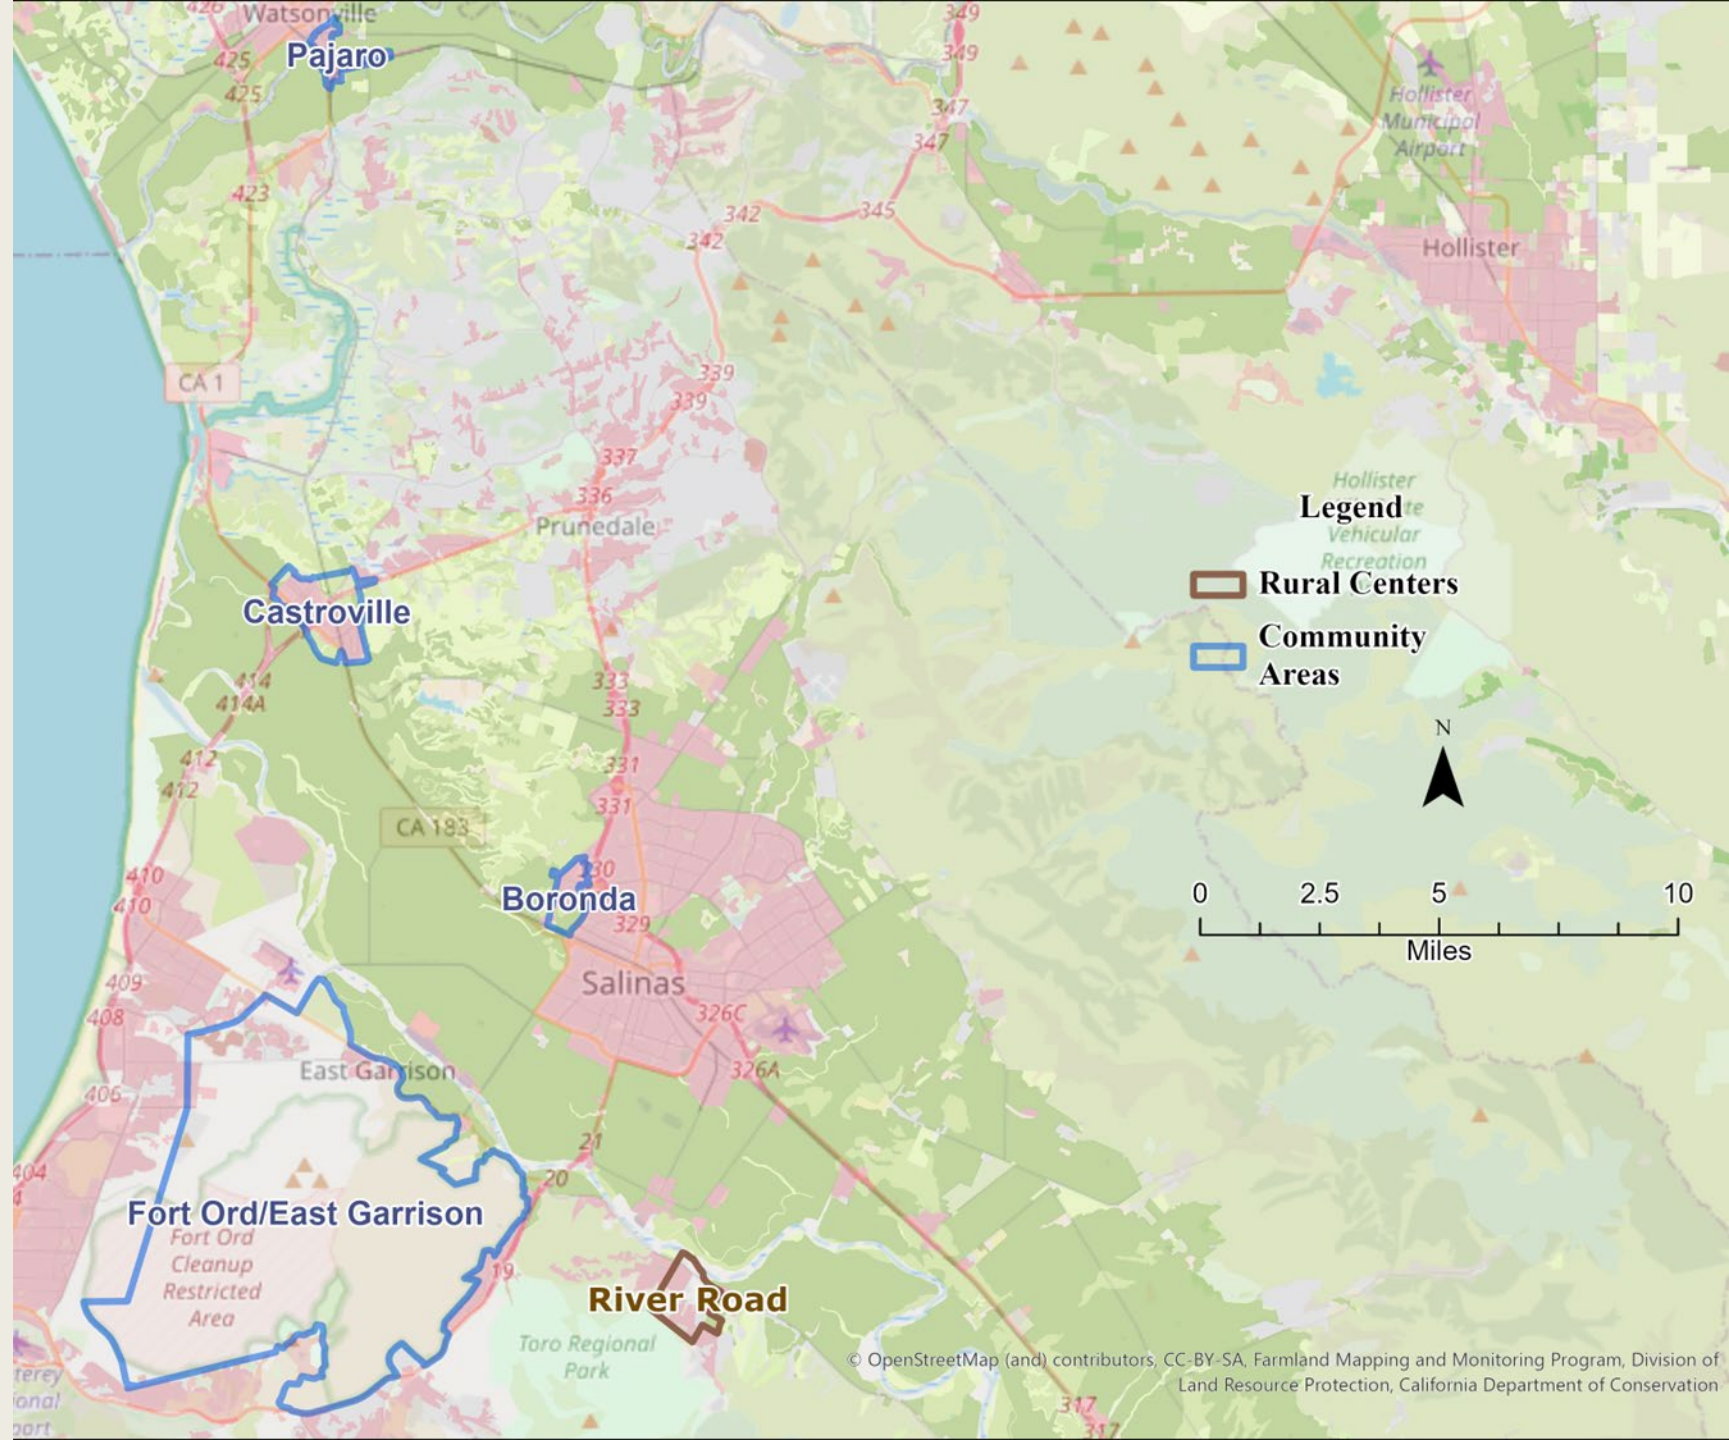 426
Watsonville
349
Pajaro
349
425
425
Hollister
Municipal
Airport
347
347
423
342
345
342
Hollister
CA 1
339
339
337
Hollister
336
Legend
Prunedale
Vehicular
Recreation
Rural Centers
Castroville
Community
Areas
333
414
414A
333
N
412
331
412
331
CA 183
410
330
0 2.5 5 10
Boronda
410
329
Miles
409
Salinas
408
326C
East Garrison
326A
406
21
404
20
Fort Ord/East Garrison
Fort Ord
Cleanup
Restricted
Area
19
River Road
Toro Regional
Park
© OpenStreetMap (and) contributors, CC-BY-SA, Farmland Mapping and Monitoring Program, Division of
Land Resource Protection, California Department of Conservation
317
317